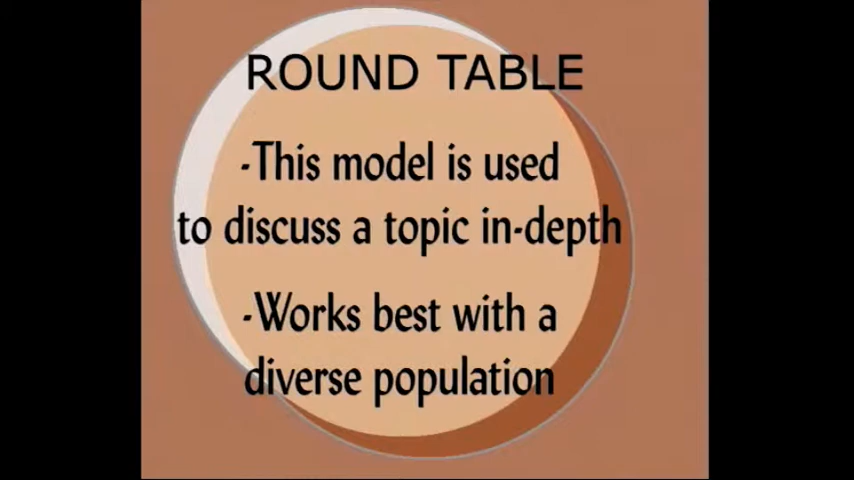 ROUND TABLE
-This model is used
to discuss a topic in-depth
-Works best with a
diverse population